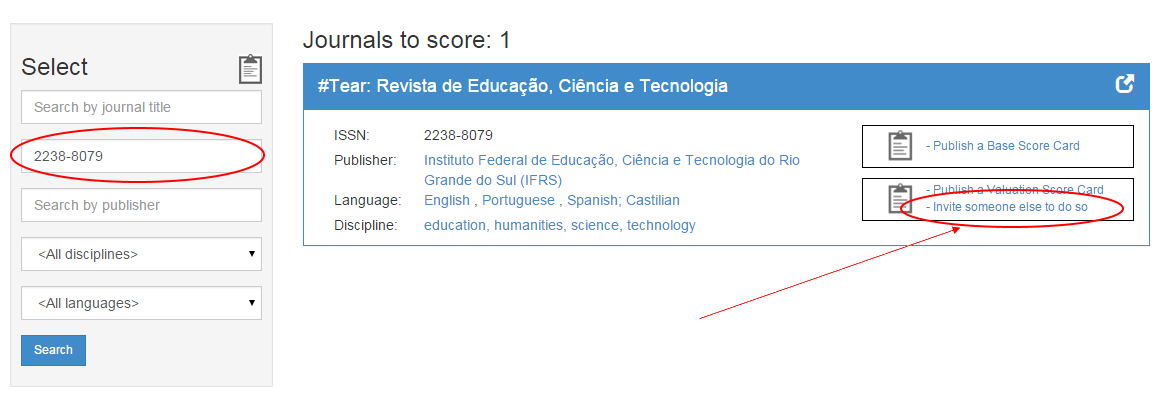 Select
Search by journal title
2238-8079
Search by publisher
<All disciplines>
<All languages>
Search
Journals to score: 1
#Tear: Revista de Educação, Ciência e Tecnologia
ISSN: 2238-8079
Publisher: Instituto Federal de Educação, Ciência e Tecnologia do Rio
Grande do Sul (IFRS)
Language: English , Portuguese , Spanish; Castilian
Discipline: education, humanities, science, technology
- Publish a Base Score Card
- Publish a Valuation Score Card
- Invite someone else to do so